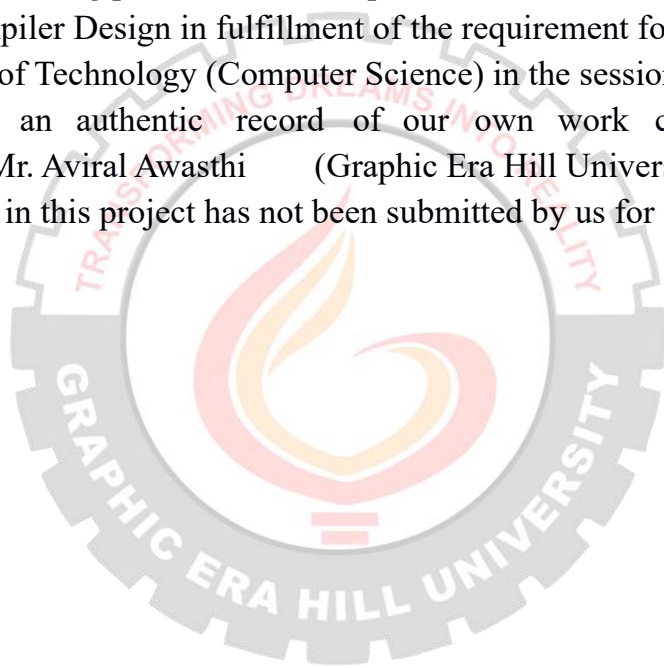 piler Design in fulfillment of the requirement fo
of Technology (Computer Science) in the session
an authentic record of our own work c
Mr. Aviral Awasthi (Graphic Era Hill Univers
in this project has not been submitted by us for
TRANSFORMING DREAMS INTO REALITY
GRAPHIC ERA HILL UNIVERSITY